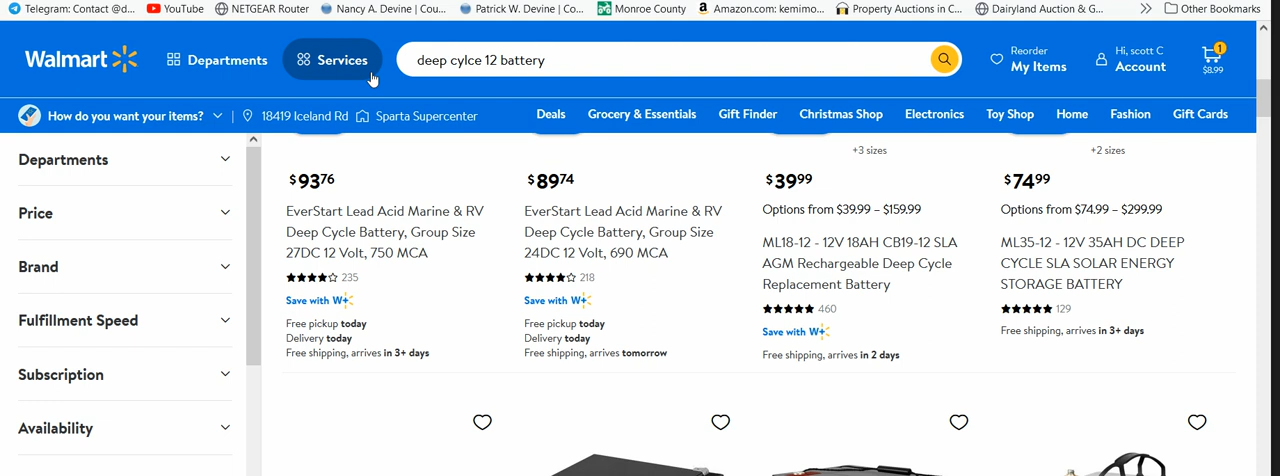 Telegram: Contact @d...
YouTube
NETGEAR Router
Nancy A. Devine | Cou...
Patrick W. Devine | Co...
Monroe County
Amazon.com: kemimo...
Property Auctions in C...
Dairyland Auction & G...
Other Bookmarks
Walmart
Departments
Services
deep cylce 12 battery
Reorder
My Items
Hi, scott C
Account
1
$8.99
How do you want your items?
18419 Iceland Rd
Sparta Supercenter
Deals
Grocery & Essentials
Gift Finder
Christmas Shop
Electronics
Toy Shop
Home
Fashion
Gift Cards
Departments
Price
Brand
Fulfillment Speed
Subscription
Availability
$93 76
EverStart Lead Acid Marine & RV
Deep Cycle Battery, Group Size
27DC 12 Volt, 750 MCA
235
Save with W+
Free pickup today
Delivery today
Free shipping, arrives in 3+ days
$89 74
EverStart Lead Acid Marine & RV
Deep Cycle Battery, Group Size
24DC 12 Volt, 690 MCA
218
Save with W+
Free pickup today
Delivery today
Free shipping, arrives tomorrow
+3 sizes
$39 99
Options from $39.99 – $159.99
ML18-12 - 12V 18AH CB19-12 SLA
AGM Rechargeable Deep Cycle
Replacement Battery
460
Save with W+
Free shipping, arrives in 2 days
+2 sizes
$74 99
Options from $74.99 – $299.99
ML35-12 - 12V 35AH DC DEEP
CYCLE SLA SOLAR ENERGY
STORAGE BATTERY
129
Free shipping, arrives in 3+ days